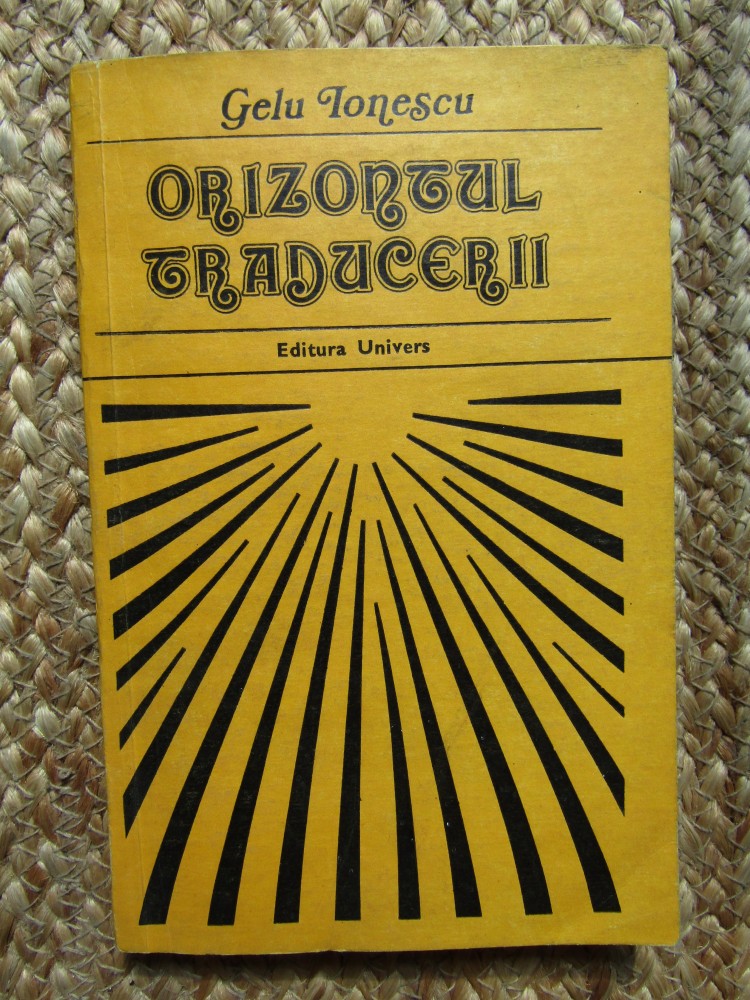 Gelu Ionescu
ORIZONTUL
TRADUCERII
Editura Univers